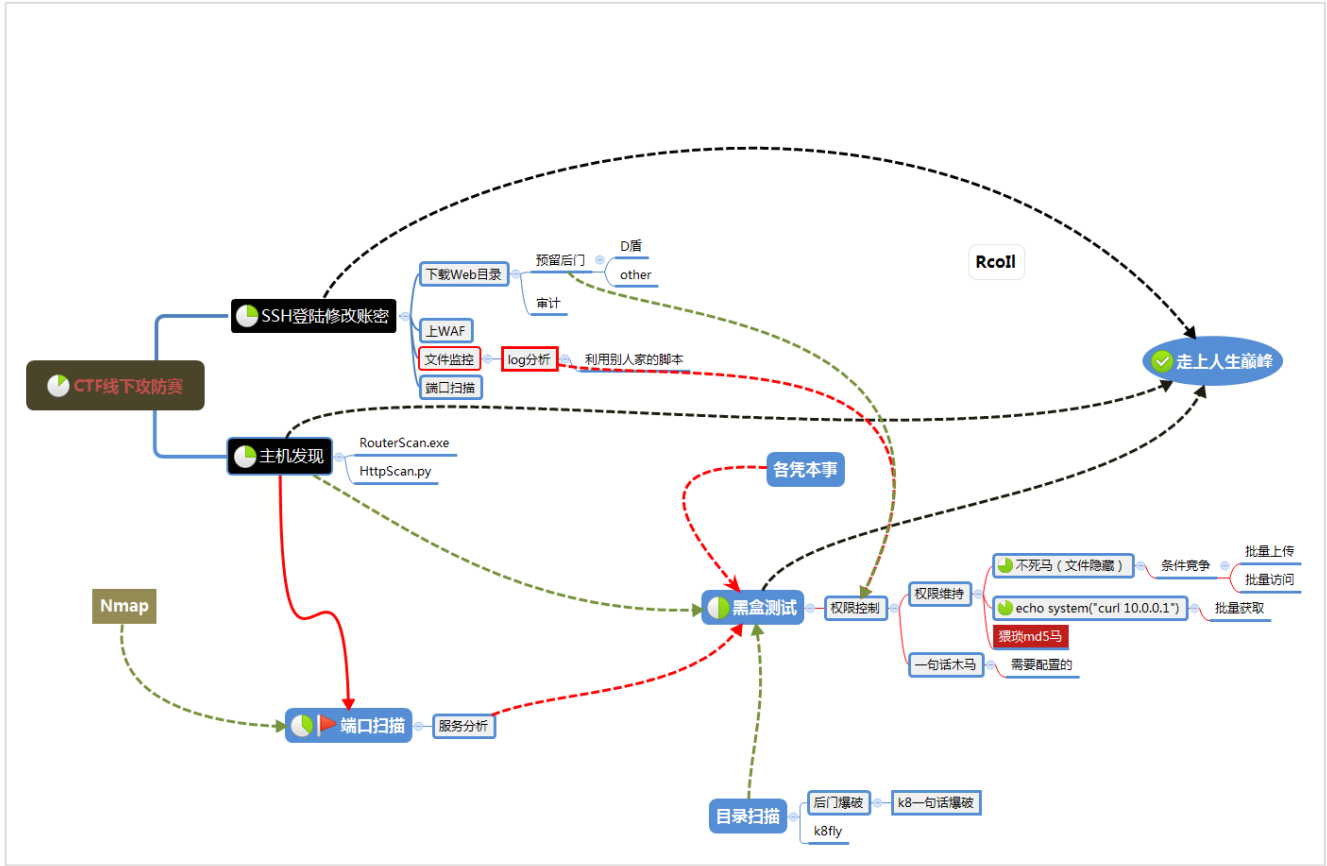 CTF线下攻防赛
SSH登陆修改账密
下载Web目录
预留后门
D盾
other
审计
上WAF
文件监控
log分析
利用别人家的脚本
端口扫描
主机发现
RouterScan.exe
HttpScan.py
RcoIl
走上人生巅峰
各凭本事
Nmap
端口扫描
服务分析
黑盒测试
权限控制
权限维持
不死马（文件隐藏）
条件竞争
批量上传
批量访问
echo system("curl 10.0.0.1")
批量获取
猥琐md5马
一句话木马
需要配置的
目录扫描
后门爆破
k8一句话爆破
k8fly